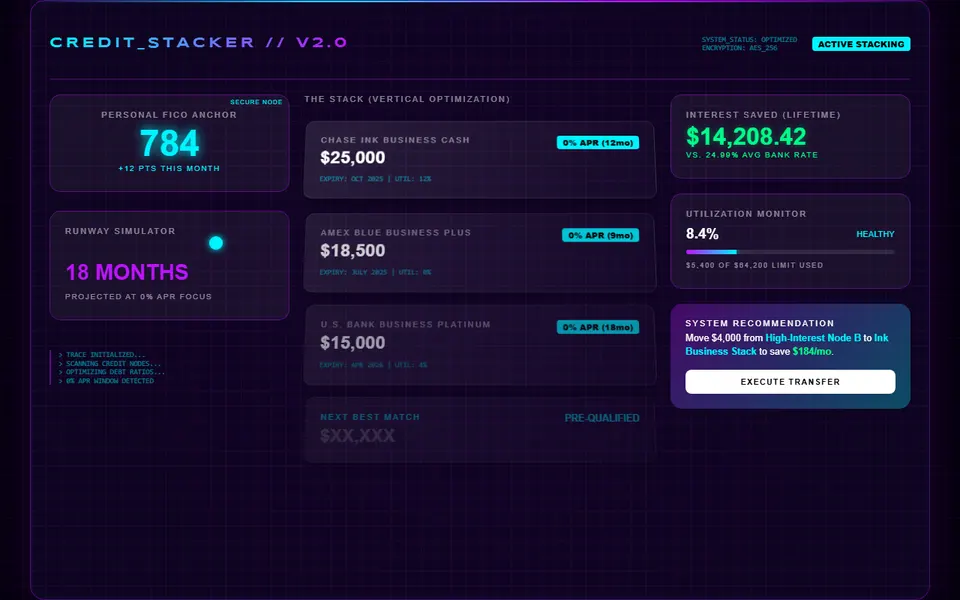 CREDIT_STACKER // V2.0
SYSTEM_STATUS: OPTIMIZED
ENCRYPTION: AES_256
ACTIVE STACKING
SECURE NODE
PERSONAL FICO ANCHOR
784
+12 PTS THIS MONTH
RUNWAY SIMULATOR
18 MONTHS
PROJECTED AT 0% APR FOCUS
> TRACE INITIALIZED...
> SCANNING CREDIT NODES...
> OPTIMIZING DEBT RATIOS...
> 0% APR WINDOW DETECTED
THE STACK (VERTICAL OPTIMIZATION)
CHASE INK BUSINESS CASH
0% APR (12mo)
$25,000
EXPIRY: OCT 2025 | UTIL: 12%
AMEX BLUE BUSINESS PLUS
0% APR (9mo)
$18,500
EXPIRY: JULY 2025 | UTIL: 0%
U.S. BANK BUSINESS PLATINUM
0% APR (18mo)
$15,000
EXPIRY: APR 2026 | UTIL: 4%
NEXT BEST MATCH
PRE-QUALIFIED
$XX,XXX
INTEREST SAVED (LIFETIME)
$14,208.42
VS. 24.99% AVG BANK RATE
UTILIZATION MONITOR
8.4%
HEALTHY
$5,400 OF $64,200 LIMIT USED
SYSTEM RECOMMENDATION
Move $4,000 from High-Interest Node B to Ink
Business Stack to save $184/mo.
EXECUTE TRANSFER